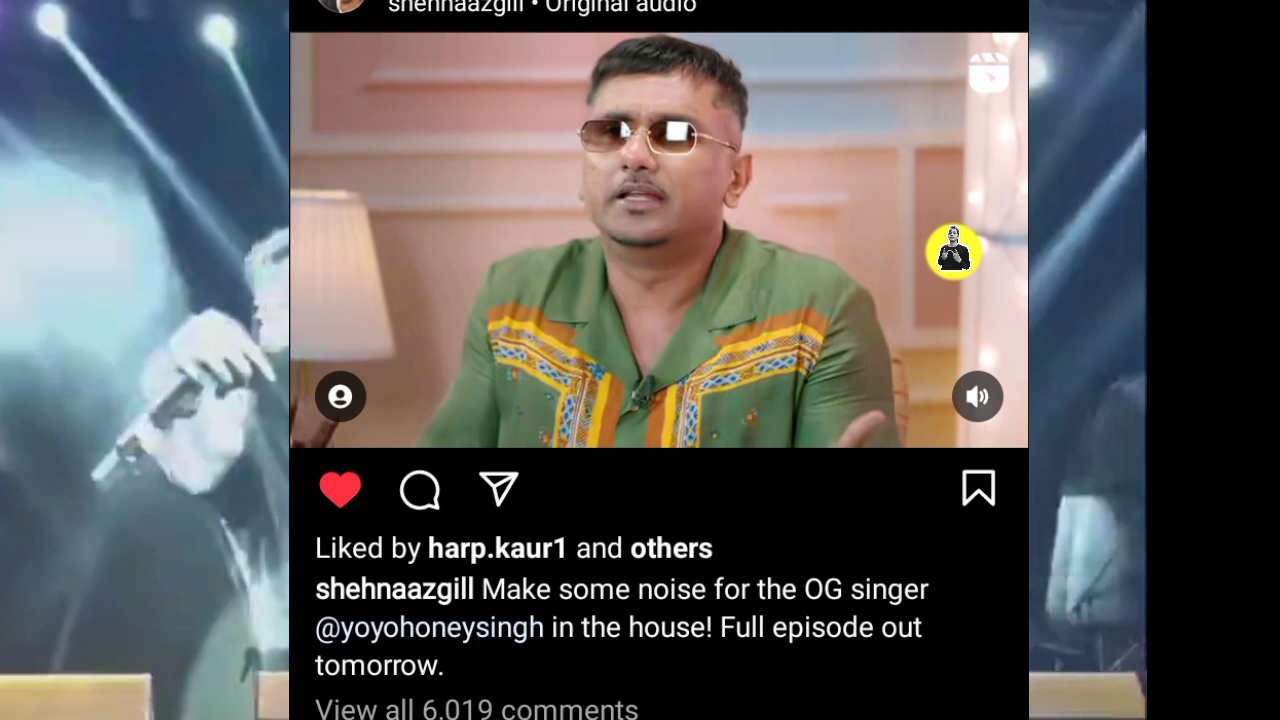 shehnaazgill • Original audio
Liked by harp.kaur1 and others
shehnaazgill Make some noise for the OG singer
@yoyohoneysingh in the house! Full episode out
tomorrow.
View all 6,019 comments